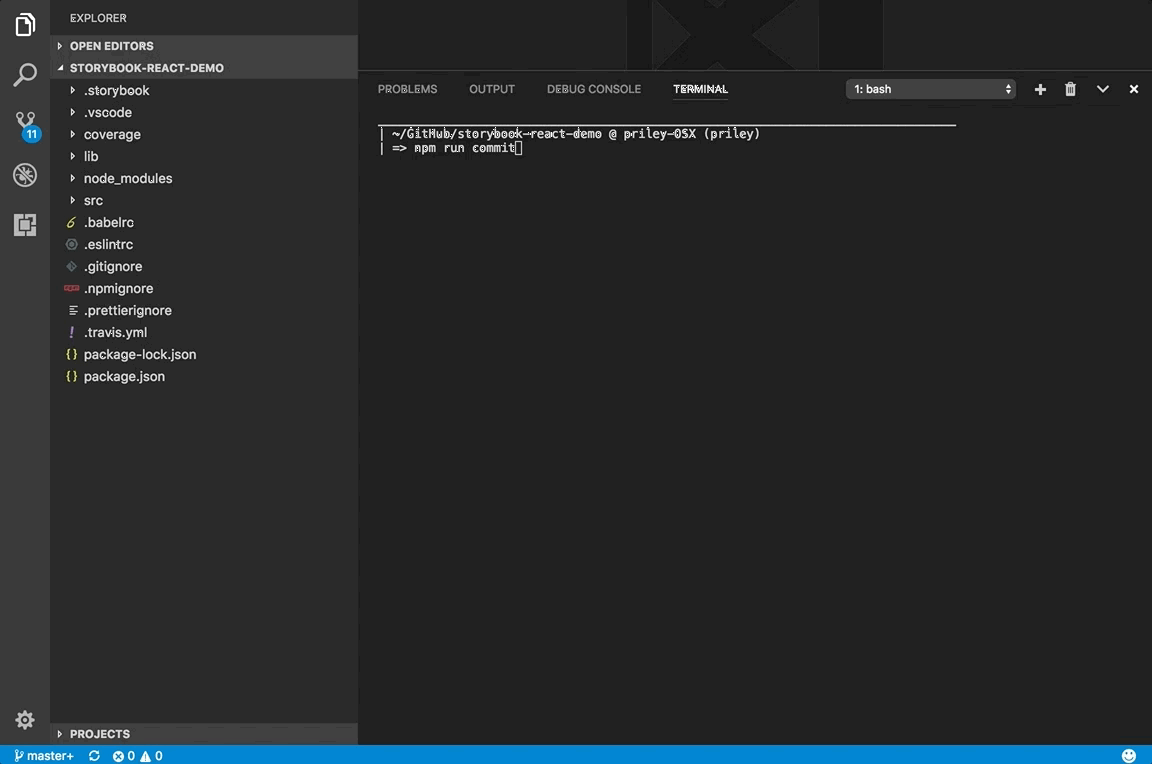 EXPLORER
OPEN EDITORS
STORYBOOK-REACT-DEMO
.storybook
.vscode
coverage
lib
node_modules
src
.babelrc
.eslintrc
.gitignore
.npmignore
.prettierignore
.travis.yml
package-lock.json
package.json
PROJECTS
11
PROBLEMS OUTPUT DEBUG CONSOLE TERMINAL 1: bash
| ~/GitHub/storybook-react-demo @ priley-OSX (priley)
| => npm run commit
master+ 0 0